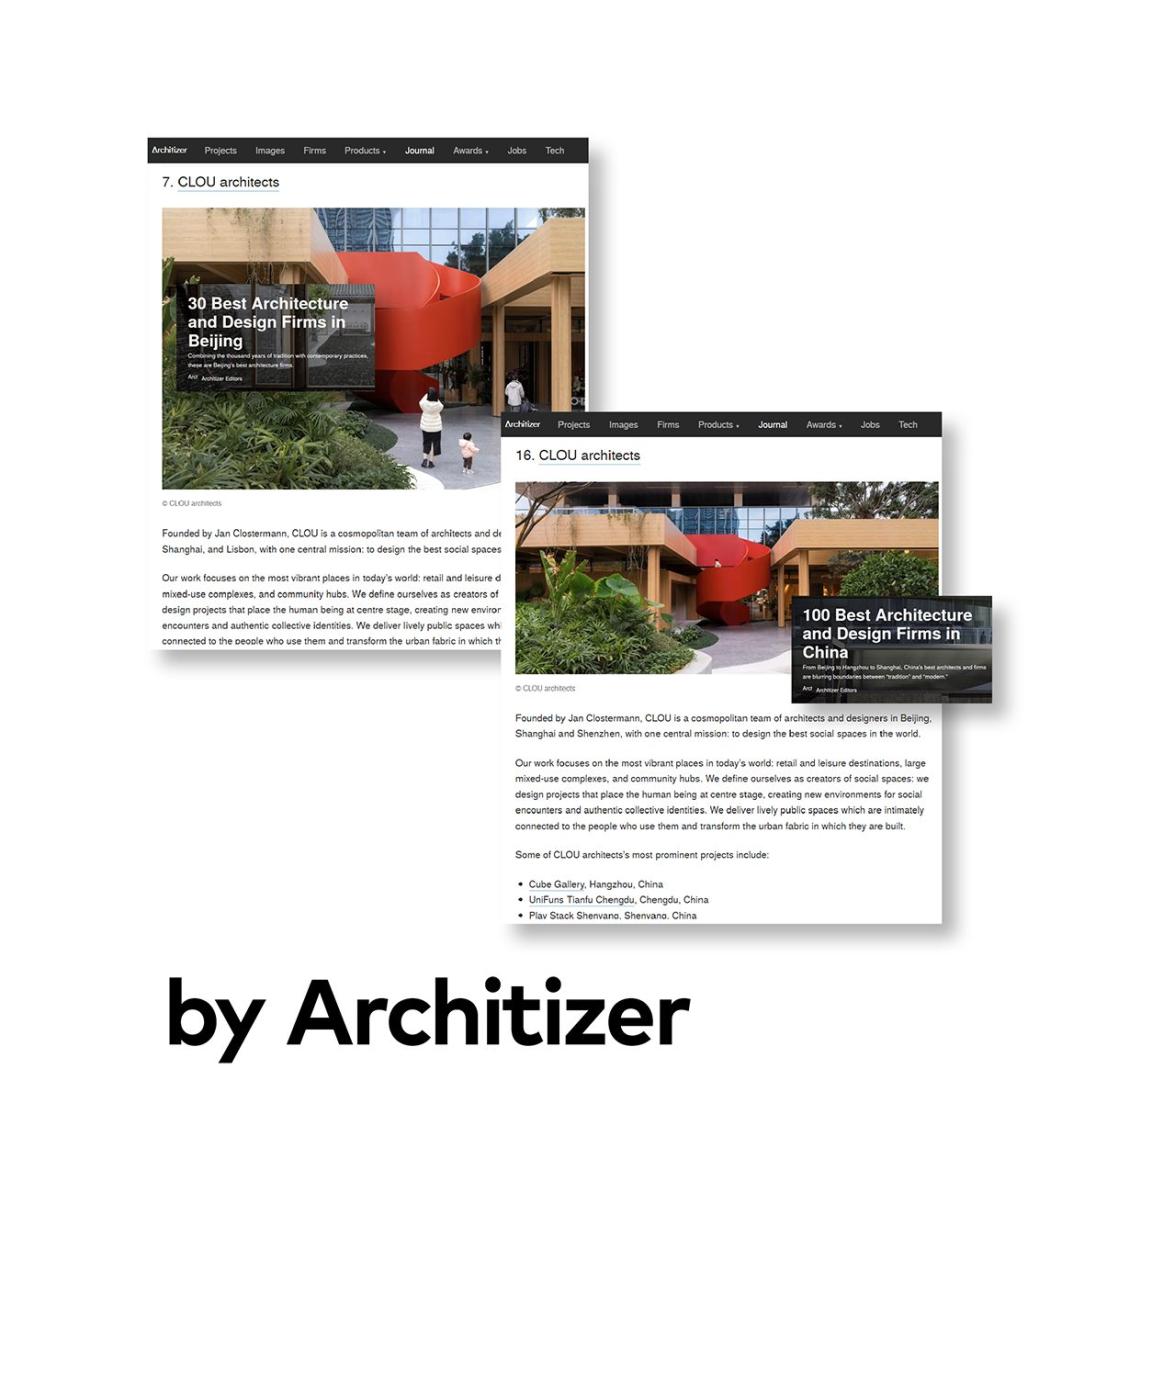 Architizer Projects Images Firms Products Journal Awards Jobs Tech
7. CLOU architects
30 Best Architecture
and Design Firms in
Beijing
Combining the thousand years of tradition with contemporary practices,
these are Beijing's best architecture firms.
Arc! Architizer Editors
© CLOU architects
Founded by Jan Clostermann, CLOU is a cosmopolitan team of architects and de
Shanghai, and Lisbon, with one central mission: to design the best social spaces
Our work focuses on the most vibrant places in today's world: retail and leisure d
mixed-use complexes, and community hubs. We define ourselves as creators of
design projects that place the human being at centre stage, creating new environ
encounters and authentic collective identities. We deliver lively public spaces whi
connected to the people who use them and transform the urban fabric in which th
Architizer Projects Images Firms Products Journal Awards Jobs Tech
16. CLOU architects
100 Best Architecture
and Design Firms in
China
From Beijing to Hangzhou to Shanghai, China's best architects and firms
are blurring boundaries between "tradition" and "modern."
Arc! Architizer Editors
© CLOU architects
Founded by Jan Clostermann, CLOU is a cosmopolitan team of architects and designers in Beijing,
Shanghai and Shenzhen, with one central mission: to design the best social spaces in the world.
Our work focuses on the most vibrant places in today's world: retail and leisure destinations, large
mixed-use complexes, and community hubs. We define ourselves as creators of social spaces: we
design projects that place the human being at centre stage, creating new environments for social
encounters and authentic collective identities. We deliver lively public spaces which are intimately
connected to the people who use them and transform the urban fabric in which they are built.
Some of CLOU architects's most prominent projects include:
• Cube Gallery, Hangzhou, China
• UniFuns Tianfu Chengdu, Chengdu, China
• Play Stack Shenyang, Shenyang, China
by Architizer